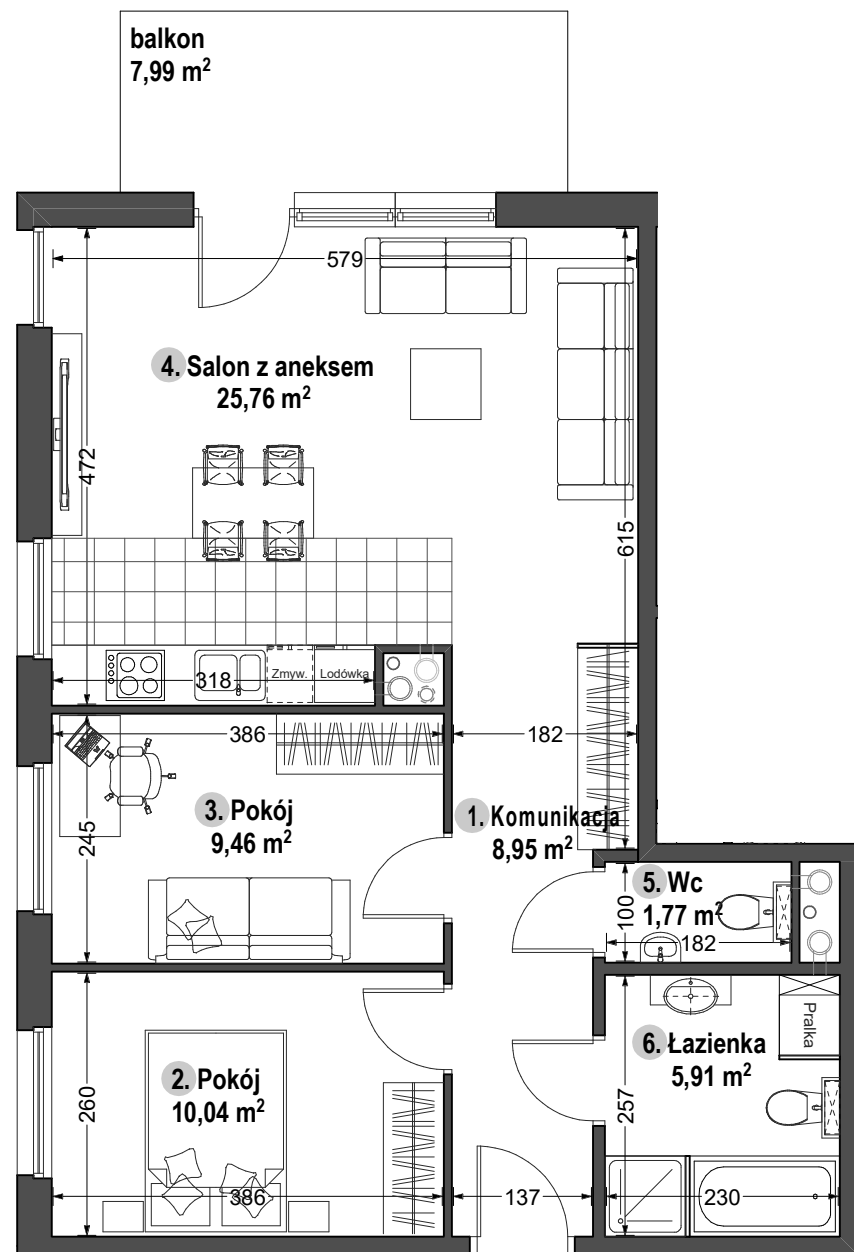 balkon
7,99 m²
579
4. Salon z aneksem
25,76 m²
472
615
318
Zmyw.
Lodówka
386
182
3. Pokój
9,46 m²
245
1. Komunikacja
8,95 m²
5. Wc
1,77 m²
100
182
6. Łazienka
5,91 m²
Pralka
2. Pokój
10,04 m²
260
257
386
137
230